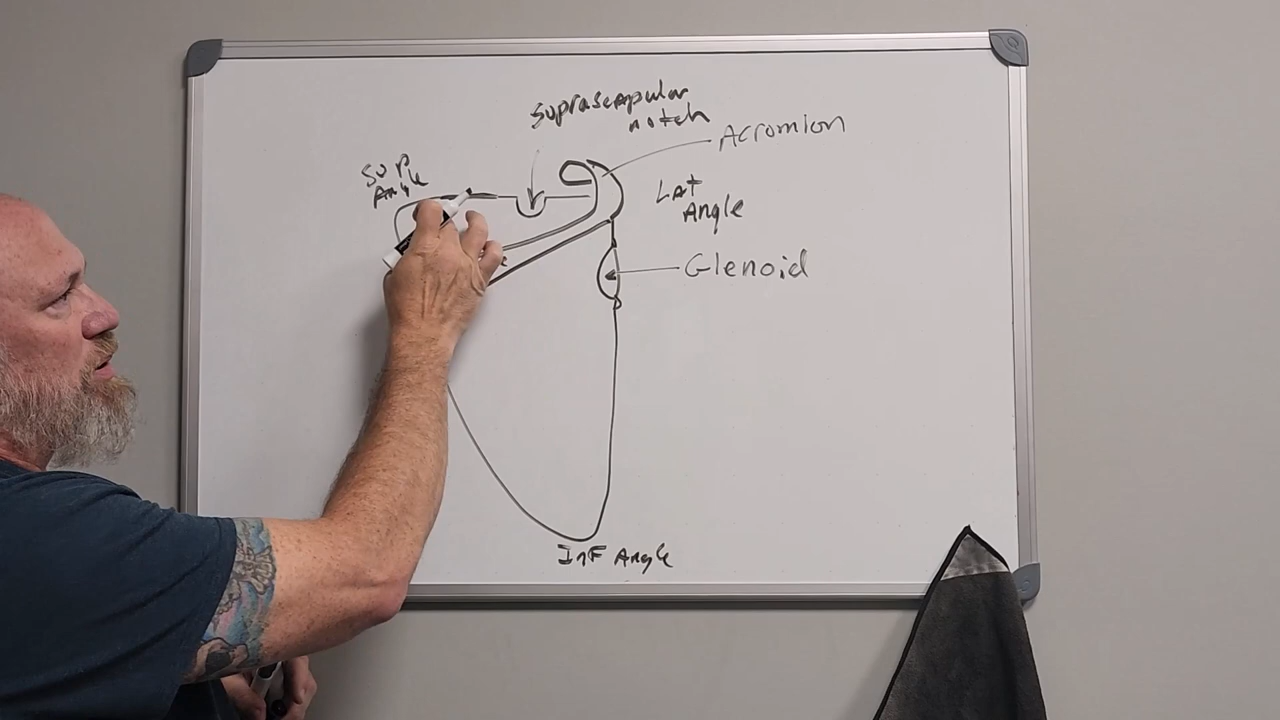 suprascapular
notch
Acromion
Sup
Angle
Lat
Angle
Glenoid
Inf Angle